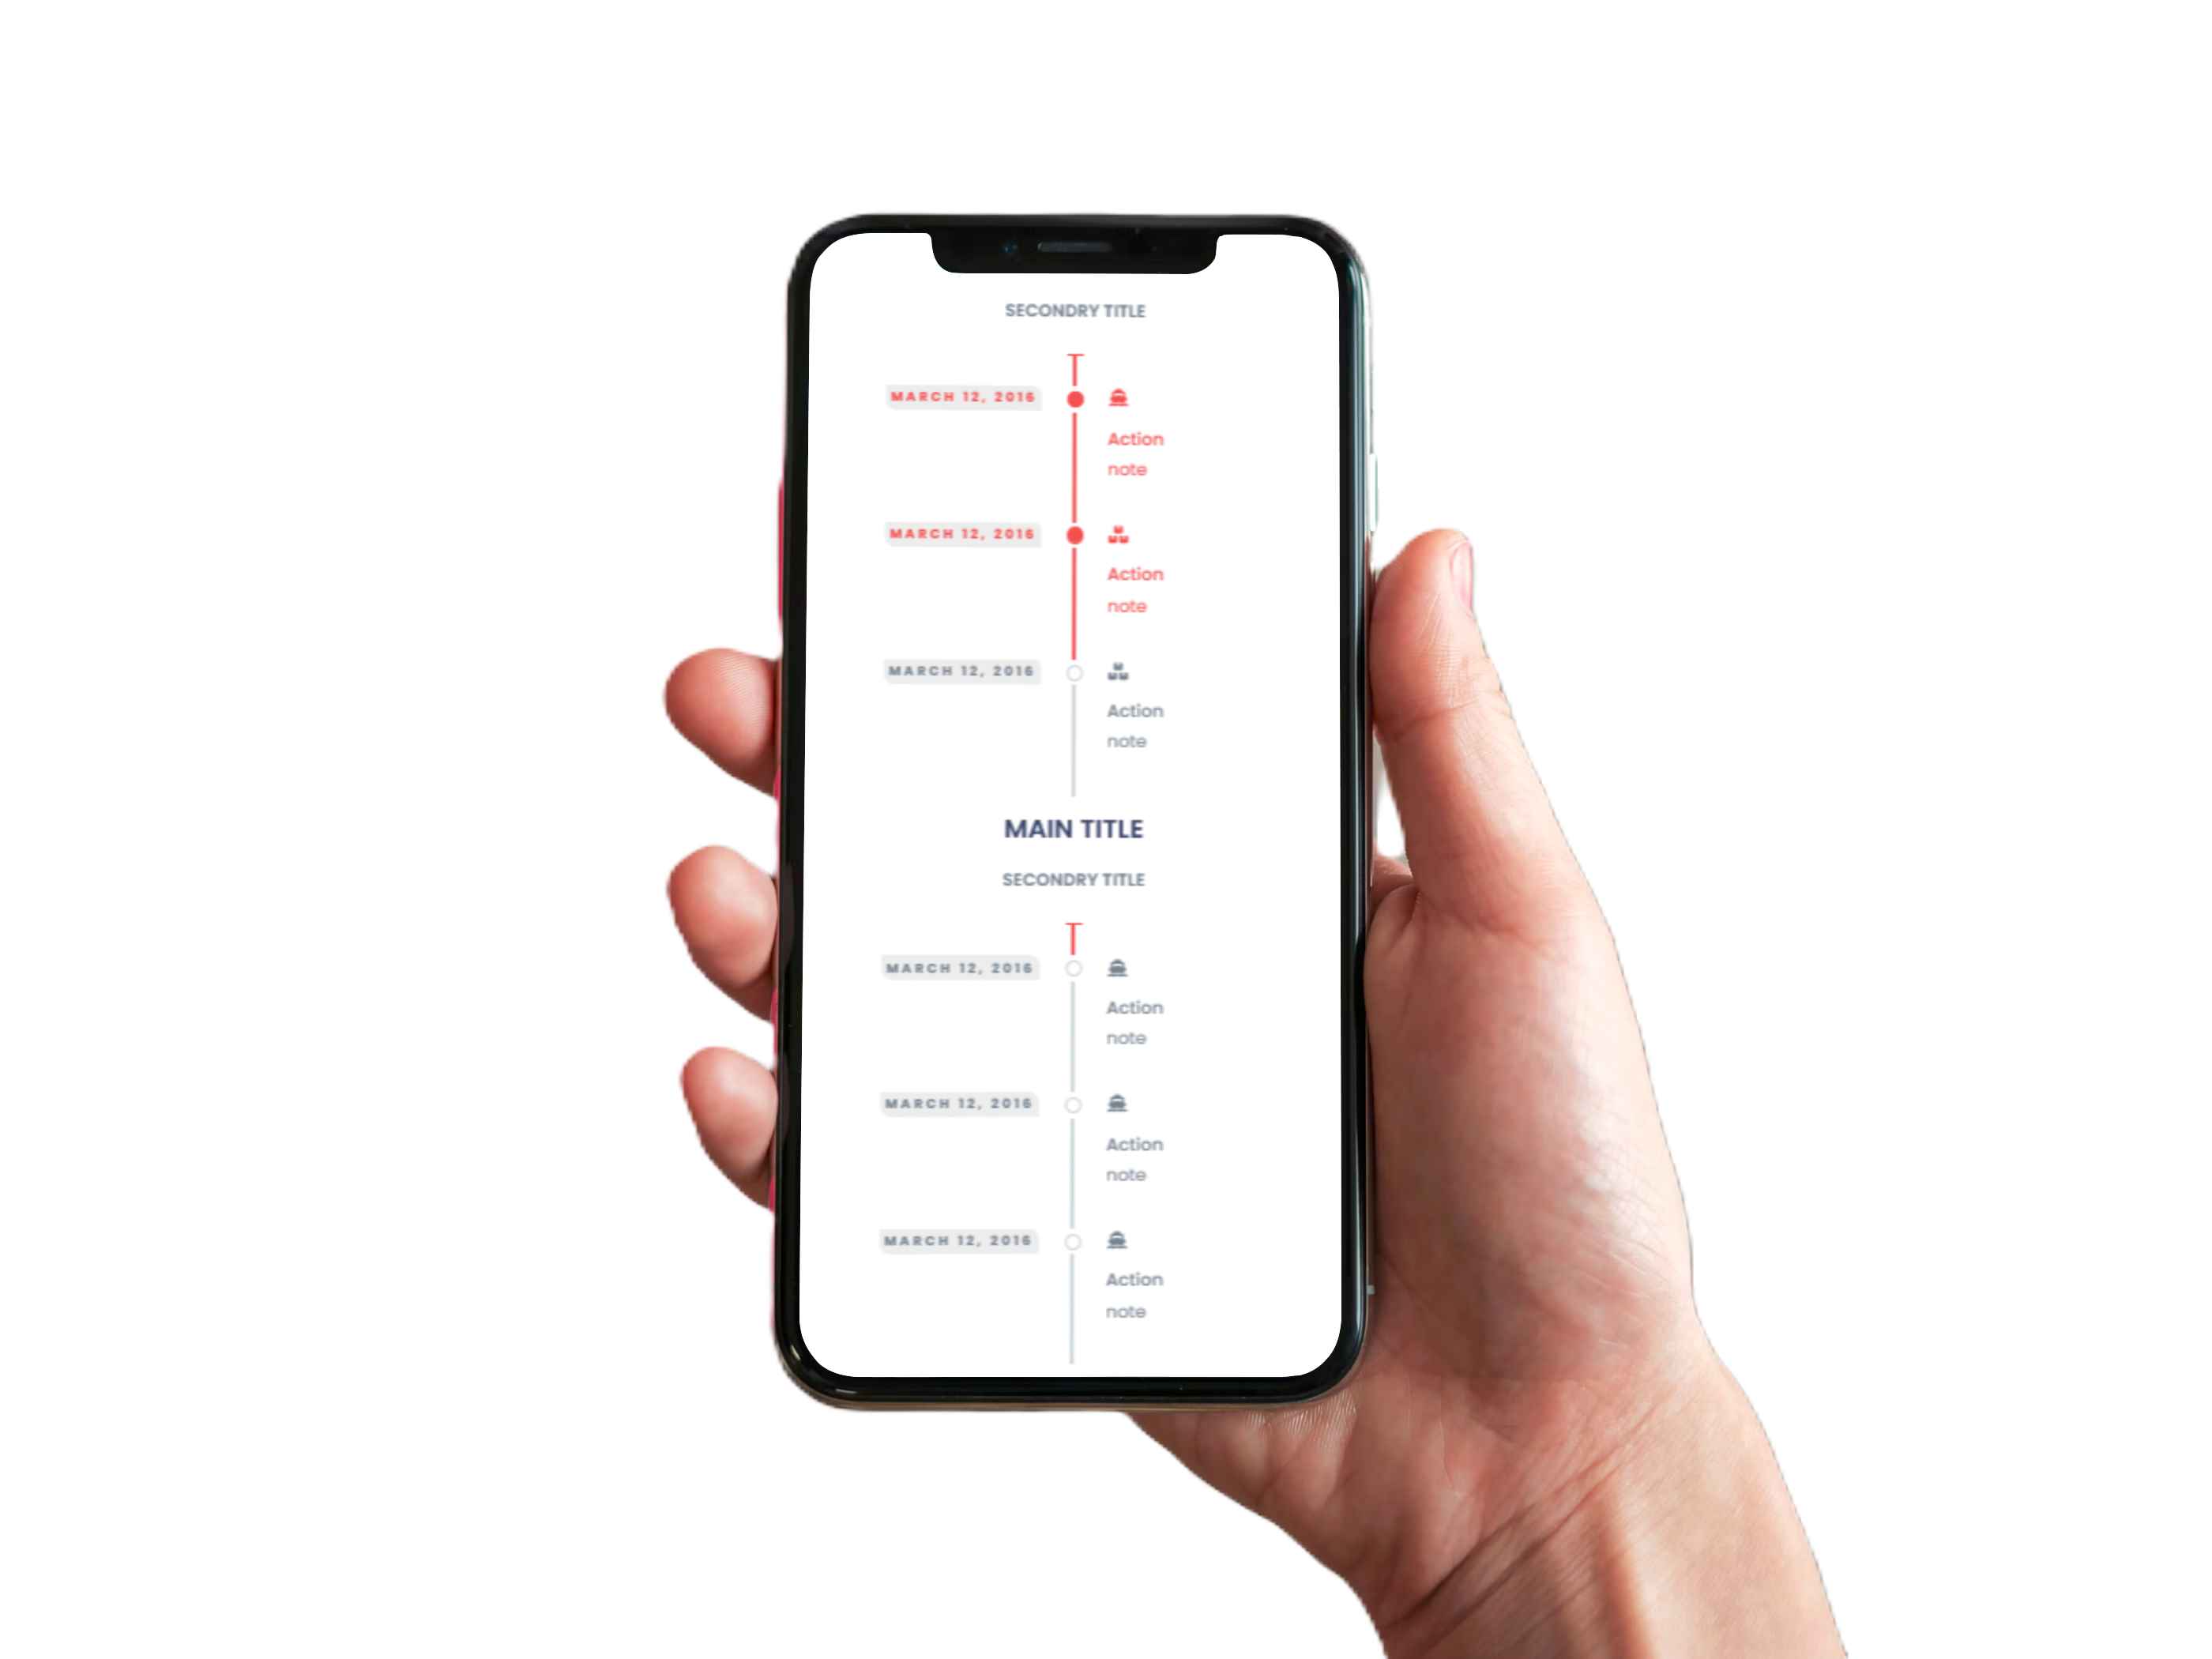 SECONDRY TITLE
MARCH 12, 2016
Action
note
MARCH 12, 2016
Action
note
MARCH 12, 2016
Action
note
MAIN TITLE
SECONDRY TITLE
MARCH 12, 2016
Action
note
MARCH 12, 2016
Action
note
MARCH 12, 2016
Action
note